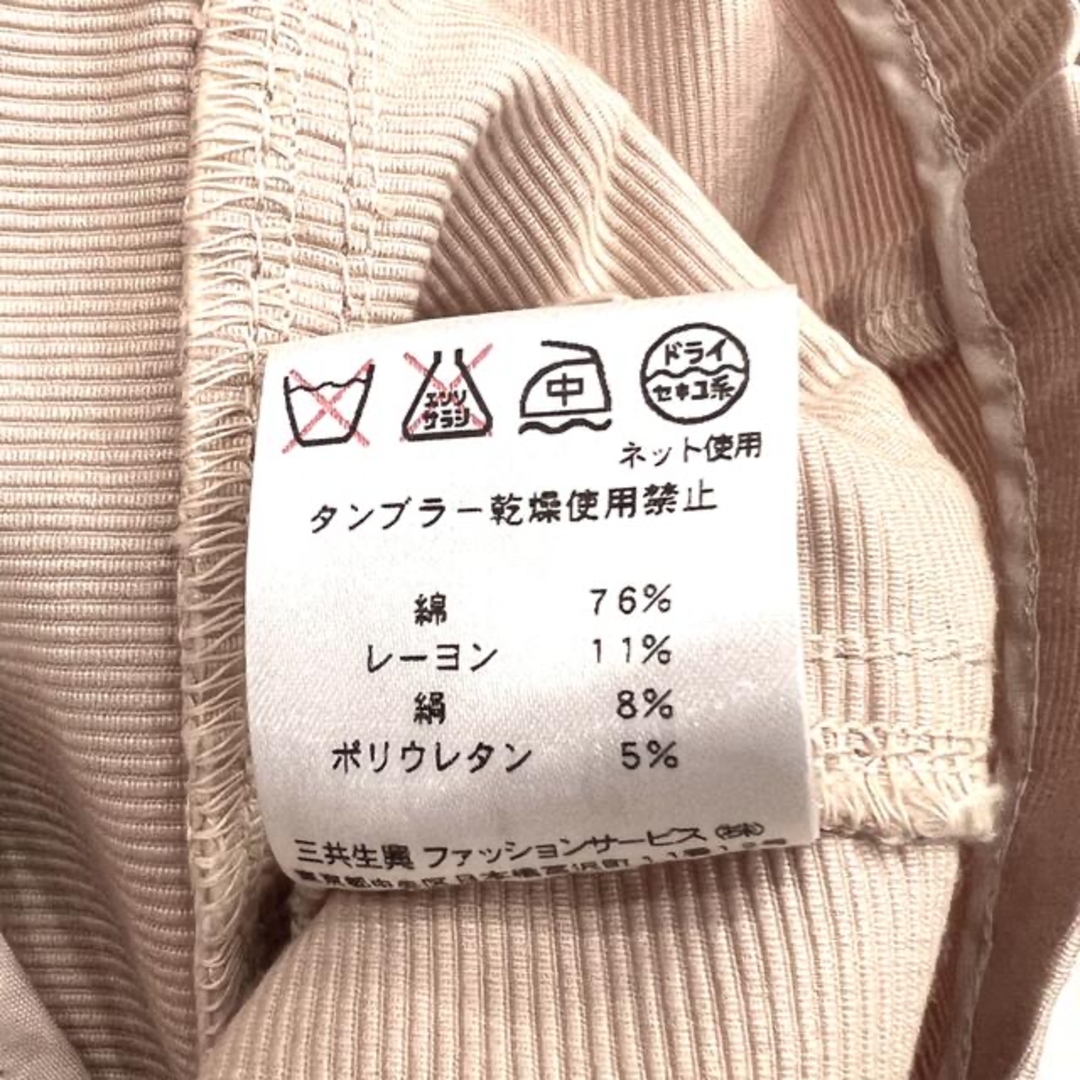 エンソ
サラシ
中
ドライ
セキユ系
ネット使用
タンブラー乾燥使用禁止
綿 76%
レーヨン 11%
絹 8%
ポリウレタン 5%
三共生興 ファッションサービス ㈱